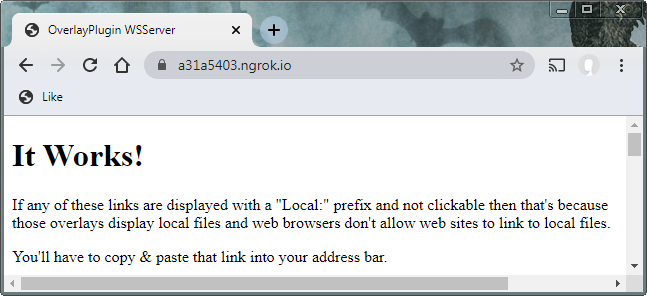 OverlayPlugin WSServer
a31a5403.ngrok.io
Like
It Works!
If any of these links are displayed with a "Local:" prefix and not clickable then that's because
those overlays display local files and web browsers don't allow web sites to link to local files.
You'll have to copy & paste that link into your address bar.